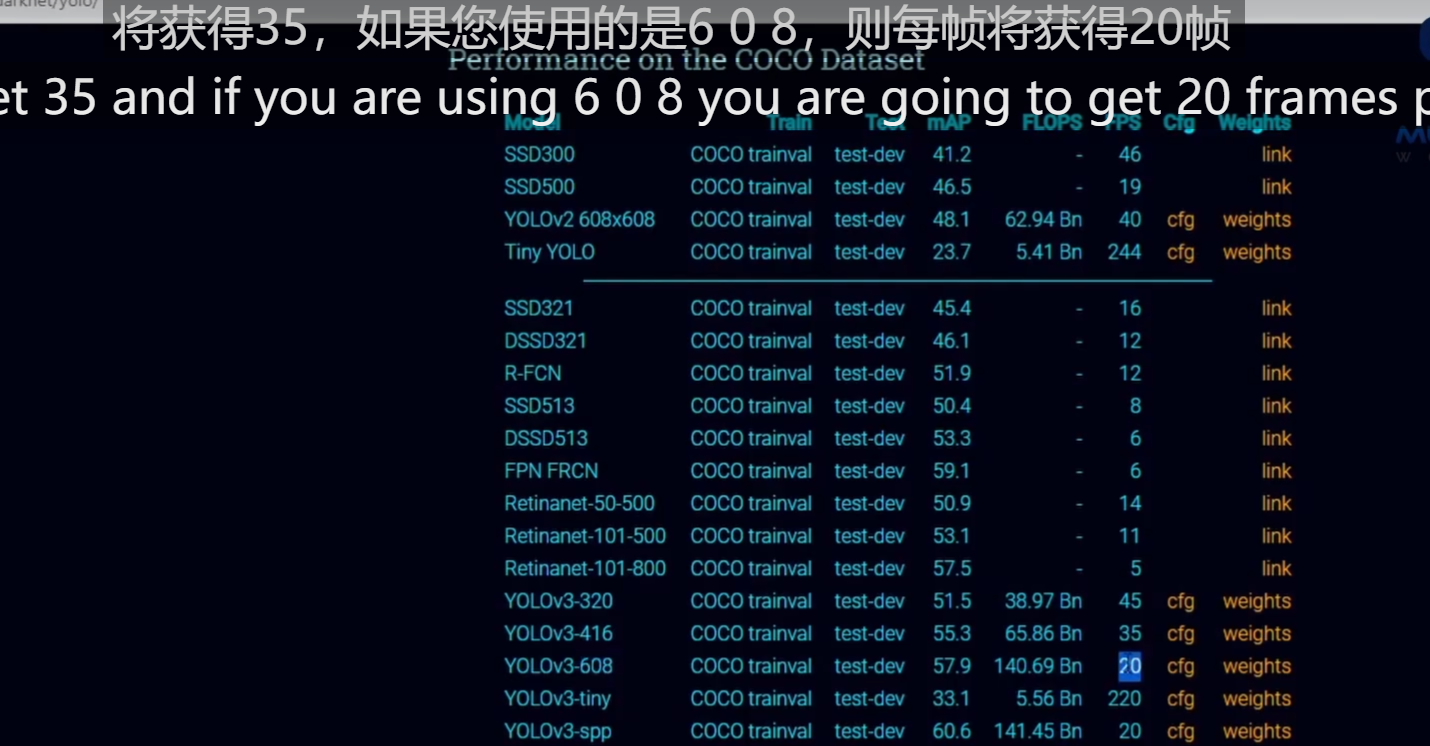 darknet/yolo/
将获得35，如果您使用的是6 0 8，则每帧将获得20帧
Performance on the COCO Dataset
et 35 and if you are using 6 0 8 you are going to get 20 frames p
Model Train Test mAP FLOPS FPS Cfg Weights
SSD300 COCO trainval test-dev 41.2 - 46 link
SSD500 COCO trainval test-dev 46.5 - 19 link
YOLOv2 608x608 COCO trainval test-dev 48.1 62.94 Bn 40 cfg weights
Tiny YOLO COCO trainval test-dev 23.7 5.41 Bn 244 cfg weights
SSD321 COCO trainval test-dev 45.4 - 16 link
DSSD321 COCO trainval test-dev 46.1 - 12 link
R-FCN COCO trainval test-dev 51.9 - 12 link
SSD513 COCO trainval test-dev 50.4 - 8 link
DSSD513 COCO trainval test-dev 53.3 - 6 link
FPN FRCN COCO trainval test-dev 59.1 - 6 link
Retinanet-50-500 COCO trainval test-dev 50.9 - 14 link
Retinanet-101-500 COCO trainval test-dev 53.1 - 11 link
Retinanet-101-800 COCO trainval test-dev 57.5 - 5 link
YOLOv3-320 COCO trainval test-dev 51.5 38.97 Bn 45 cfg weights
YOLOv3-416 COCO trainval test-dev 55.3 65.86 Bn 35 cfg weights
YOLOv3-608 COCO trainval test-dev 57.9 140.69 Bn 20 cfg weights
YOLOv3-tiny COCO trainval test-dev 33.1 5.56 Bn 220 cfg weights
YOLOv3-spp COCO trainval test-dev 60.6 141.45 Bn 20 cfg weights